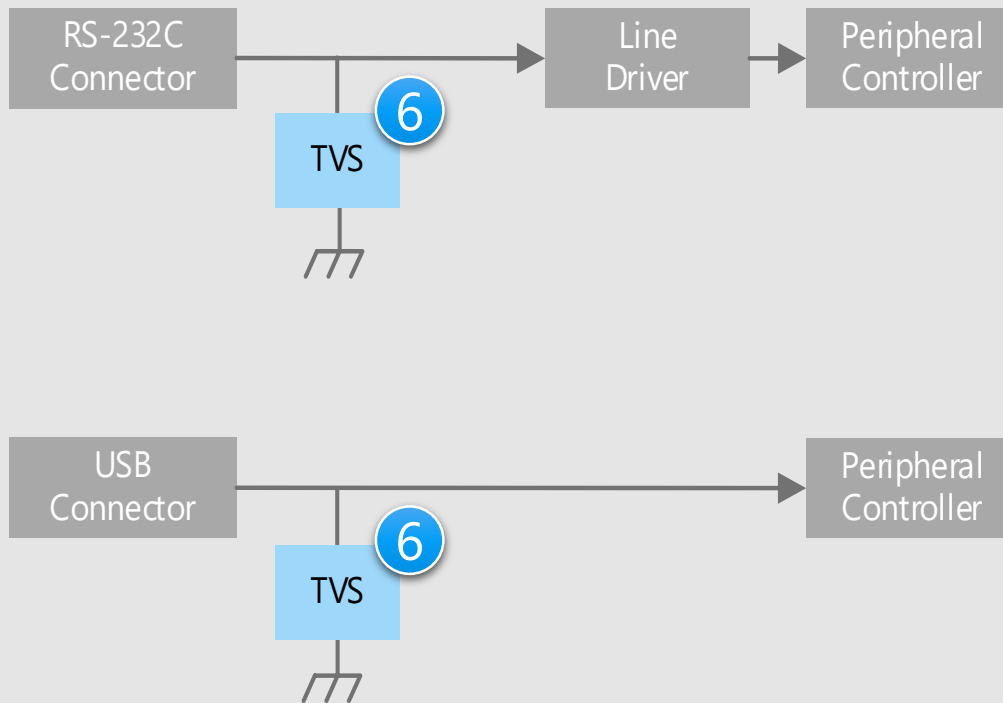 RS-232C
Connector
Line
Driver
Peripheral
Controller
6
TVS
USB
Connector
Peripheral
Controller
6
TVS